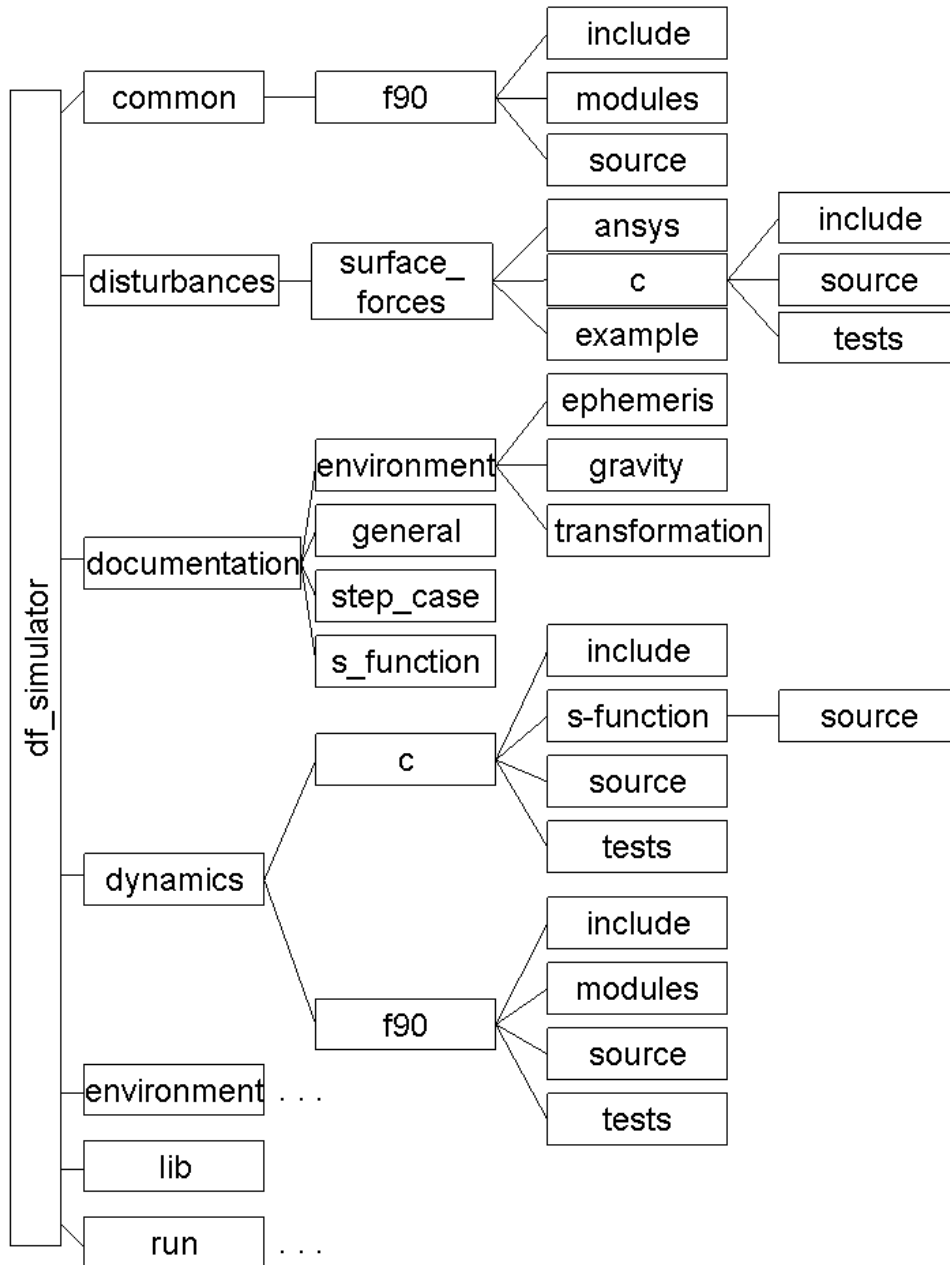 df_simulator
common
f90
include
modules
source
disturbances
surface_
forces
ansys
c
example
include
source
tests
documentation
environment
ephemeris
gravity
transformation
general
step_case
s_function
dynamics
c
include
s-function
source
source
tests
f90
include
modules
source
tests
environment . . .
lib
run . . .